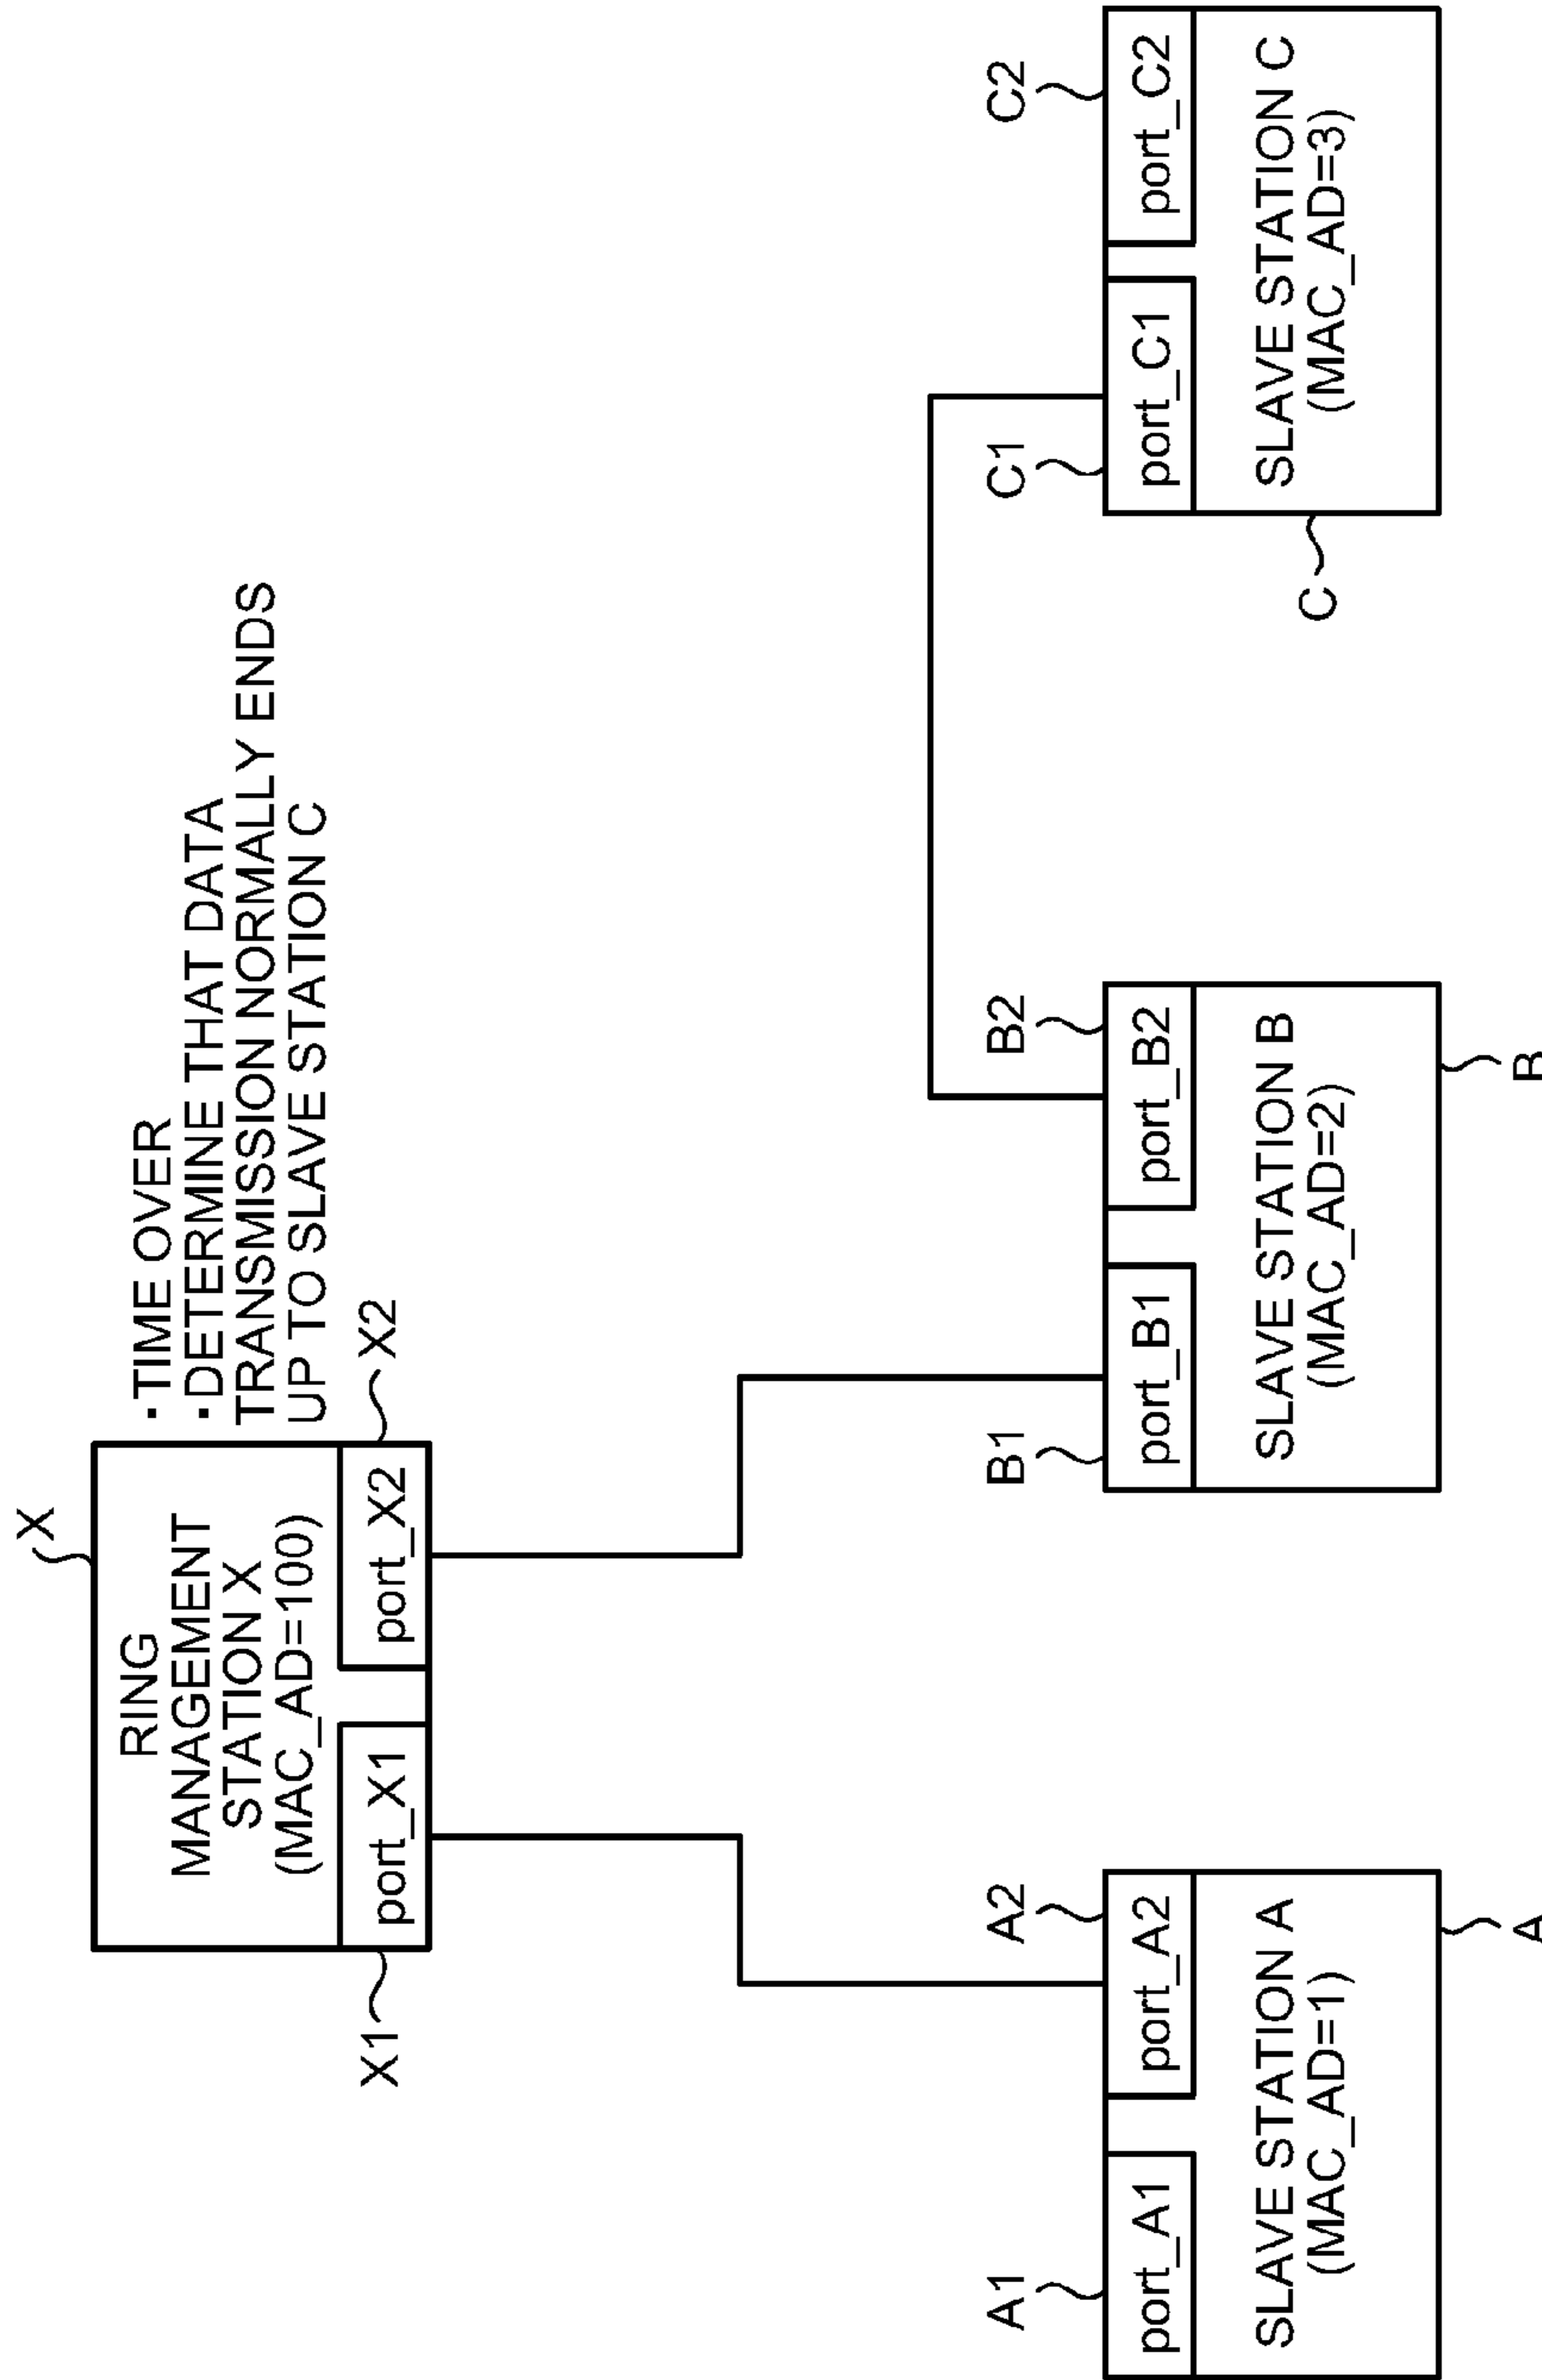 X
RING
MANAGEMENT
STATION X
(MAC_AD=100)
port_X1
port_X2
X1
X2
· TIME OVER
· DETERMINE THAT DATA
TRANSMISSION NORMALLY ENDS
UP TO SLAVE STATION C
A1
A2
port_A1
port_A2
SLAVE STATION A
(MAC_AD=1)
A
B1
B2
port_B1
port_B2
SLAVE STATION B
(MAC_AD=2)
B
C1
C2
port_C1
port_C2
SLAVE STATION C
(MAC_AD=3)
C